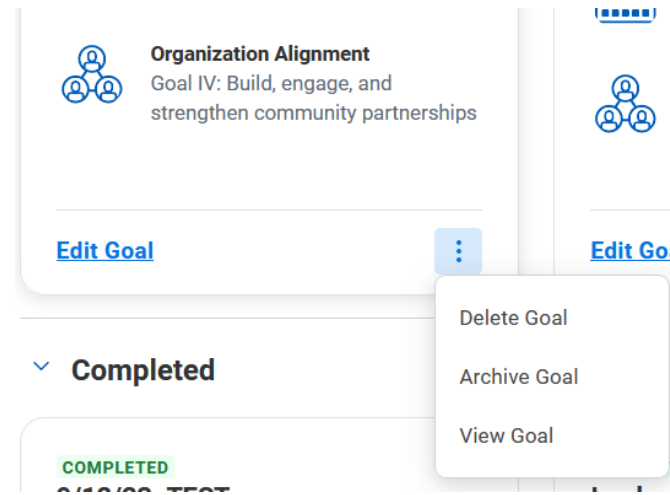 Organization Alignment
Goal IV: Build, engage, and
strengthen community partnerships
Edit Goal
Edit Goa
Delete Goal
Archive Goal
View Goal
Completed
COMPLETED